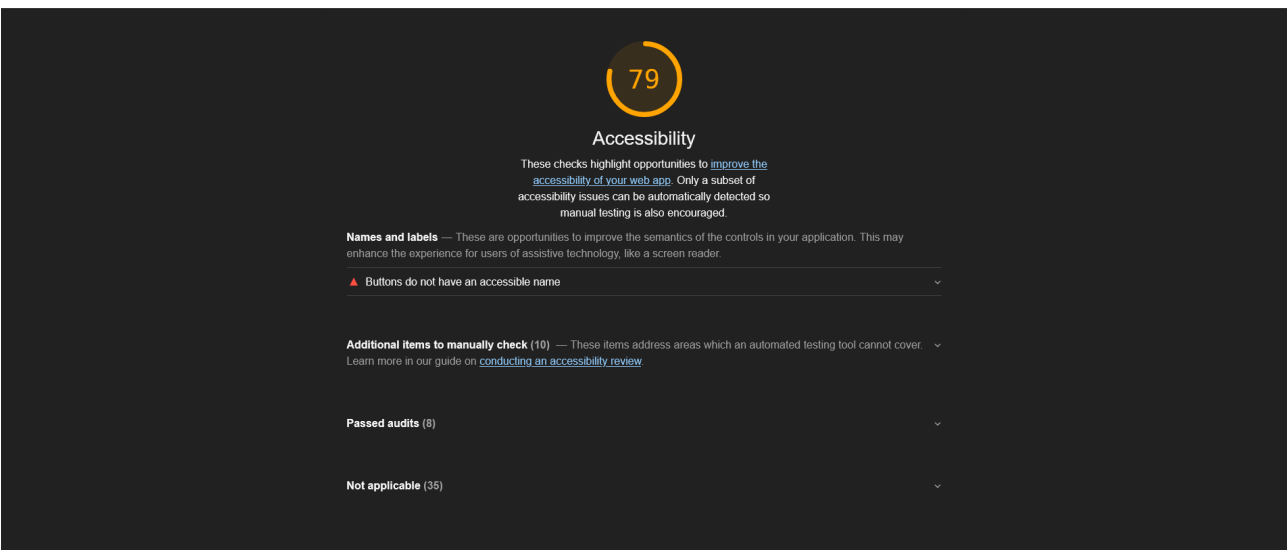 79
Accessibility
These checks highlight opportunities to improve the
accessibility of your web app. Only a subset of
accessibility issues can be automatically detected so
manual testing is also encouraged.
Names and labels — These are opportunities to improve the semantics of the controls in your application. This may
enhance the experience for users of assistive technology, like a screen reader.
Buttons do not have an accessible name
Additional items to manually check (10) — These items address areas which an automated testing tool cannot cover.
Learn more in our guide on conducting an accessibility review.
Passed audits (8)
Not applicable (35)